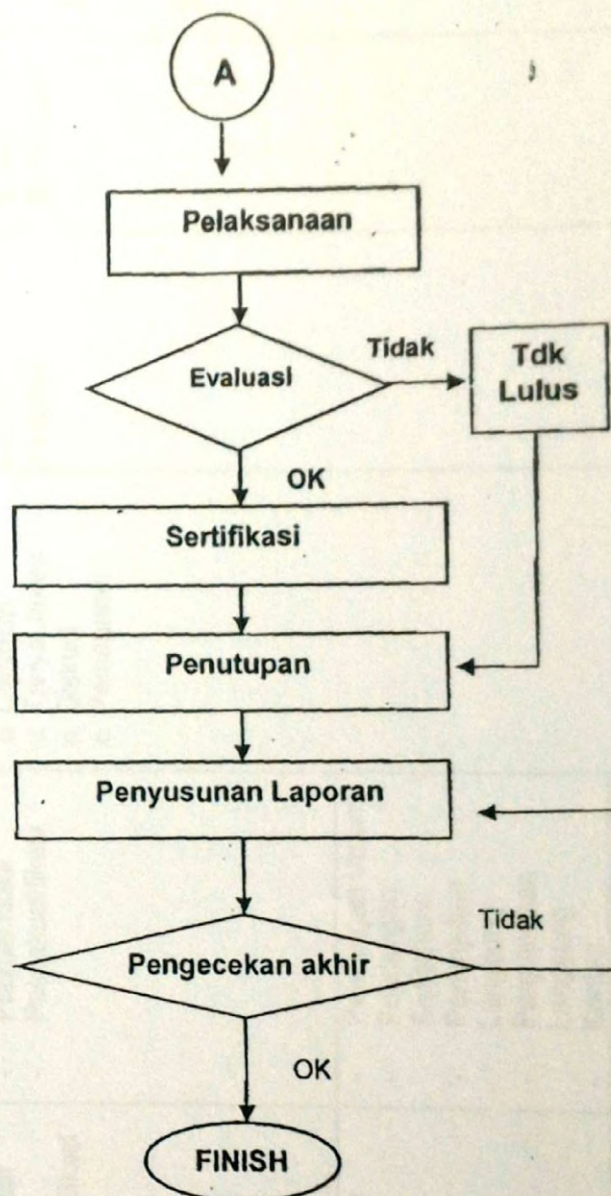 A
Pelaksanaan
Evaluasi
Tidak
Tdk
Lulus
OK
Sertifikasi
Penutupan
Penyusunan Laporan
Tidak
Pengecekan akhir
OK
FINISH